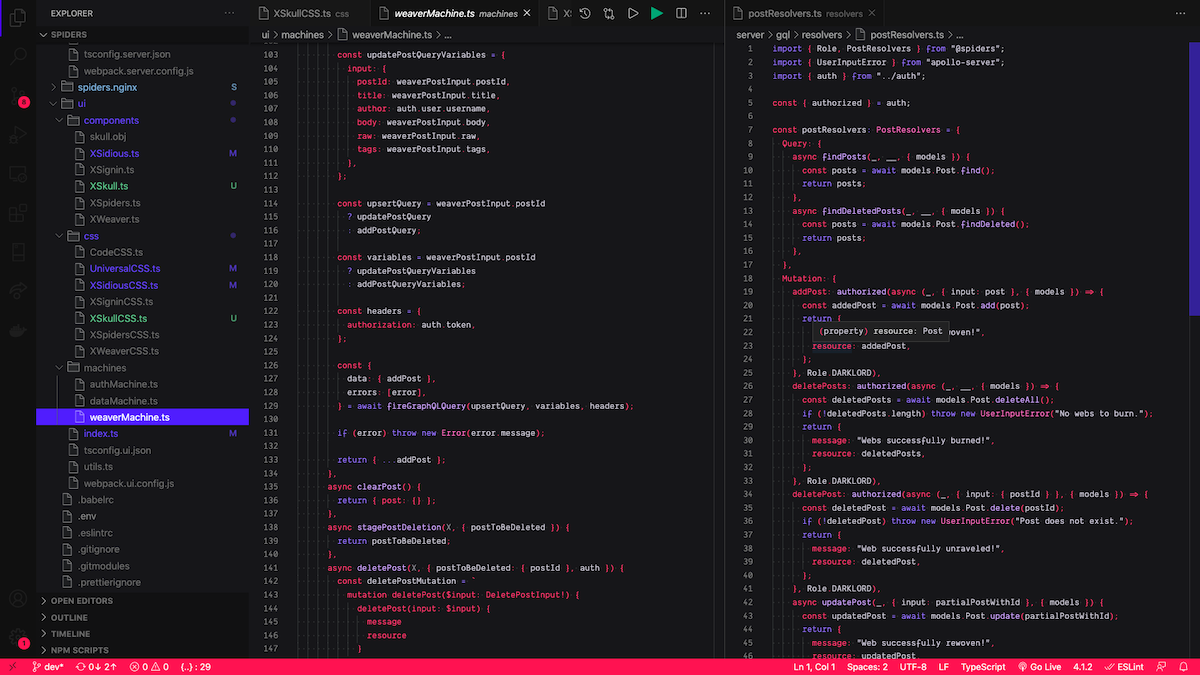 EXPLORER
SPIDERS
tsconfig.server.json
webpack.server.config.js
spiders.nginx S
ui
components
skull.obj
XSidious.ts M
XSignin.ts
XSkull.ts U
XSpiders.ts
XWeaver.ts
css
CodeCSS.ts
UniversalCSS.ts M
XSidiousCSS.ts M
XSigninCSS.ts
XSkullCSS.ts U
XSpidersCSS.ts
XWeaverCSS.ts
machines
authMachine.ts
dataMachine.ts
weaverMachine.ts
index.ts M
tsconfig.ui.json
utils.ts
webpack.ui.config.js
.babelrc
.env
.eslintrc
.gitignore
.gitmodules
.prettierignore
OPEN EDITORS
OUTLINE
TIMELINE
NPM SCRIPTS
8
1
XSkullCSS.ts css
weaverMachine.ts machines
ui > machines > weaverMachine.ts > ...
103 const updatePostQueryVariables = {
104 input: {
105 postId: weaverPostInput.postId,
106 title: weaverPostInput.title,
107 author: auth.user.username,
108 body: weaverPostInput.body,
109 raw: weaverPostInput.raw,
110 tags: weaverPostInput.tags,
111 },
112 };
113
114 const upsertQuery = weaverPostInput.postId
115 ? updatePostQuery
116 : addPostQuery;
117
118 const variables = weaverPostInput.postId
119 ? updatePostQueryVariables
120 : addPostQueryVariables;
121
122 const headers = {
123 authorization: auth.token,
124 };
125
126 const {
127 data: { addPost },
128 errors: [error],
129 } = await fireGraphQLQuery(upsertQuery, variables, headers);
130
131 if (error) throw new Error(error.message);
132
133 return { ...addPost };
134 },
135 async clearPost() {
136 return { post: {} };
137 },
138 async stagePostDeletion(X, { postToBeDeleted }) {
139 return postToBeDeleted;
140 },
141 async deletePost(X, { postToBeDeleted: { postId }, auth }) {
142 const deletePostMutation = `
143 mutation deletePost($input: DeletePostInput!) {
144 deletePost(input: $input) {
145 message
146 resource
147 }
postResolvers.ts resolvers
server > gql > resolvers > postResolvers.ts > ...
1 import { Role, PostResolvers } from "@spiders";
2 import { UserInputError } from "apollo-server";
3 import { auth } from "../auth";
4
5 const { authorized } = auth;
6
7 const postResolvers: PostResolvers = {
8 Query: {
9 async findPosts(_, __, { models }) {
10 const posts = await models.Post.find();
11 return posts;
12 },
13 async findDeletedPosts(_, __, { models }) {
14 const posts = await models.Post.findDeleted();
15 return posts;
16 },
17 },
18 Mutation: {
19 addPost: authorized(async (_, { input: post }, { models }) => {
20 const addedPost = await models.Post.add(post);
21 return {
(property) resource: Post
22 woven!",
23 resource: addedPost,
24 };
25 }, Role.DARKLORD),
26 deletePosts: authorized(async (_, __, { models }) => {
27 const deletedPosts = await models.Post.deleteAll();
28 if (!deletedPosts.length) throw new UserInputError("No webs to burn.");
29 return {
30 message: "Webs successfully burned!",
31 resource: deletedPosts,
32 };
33 }, Role.DARKLORD),
34 deletePost: authorized(async (_, { input: { postId } }, { models }) => {
35 const deletedPost = await models.Post.delete(postId);
36 if (!deletedPost) throw new UserInputError("Post does not exist.");
37 return {
38 message: "Web successfully unraveled!",
39 resource: deletedPost,
40 };
41 }, Role.DARKLORD),
42 async updatePost(_, { input: partialPostWithId }, { models }) {
43 const updatedPost = await models.Post.update(partialPostWithId);
44 return {
45 message: "Web successfully rewoven!",
46 resource: updatedPost,
dev* 0↓ 2↑ 0 0 {..} : 29
Ln 1, Col 1 Spaces: 2 UTF-8 LF TypeScript Go Live 4.1.2 ESLint